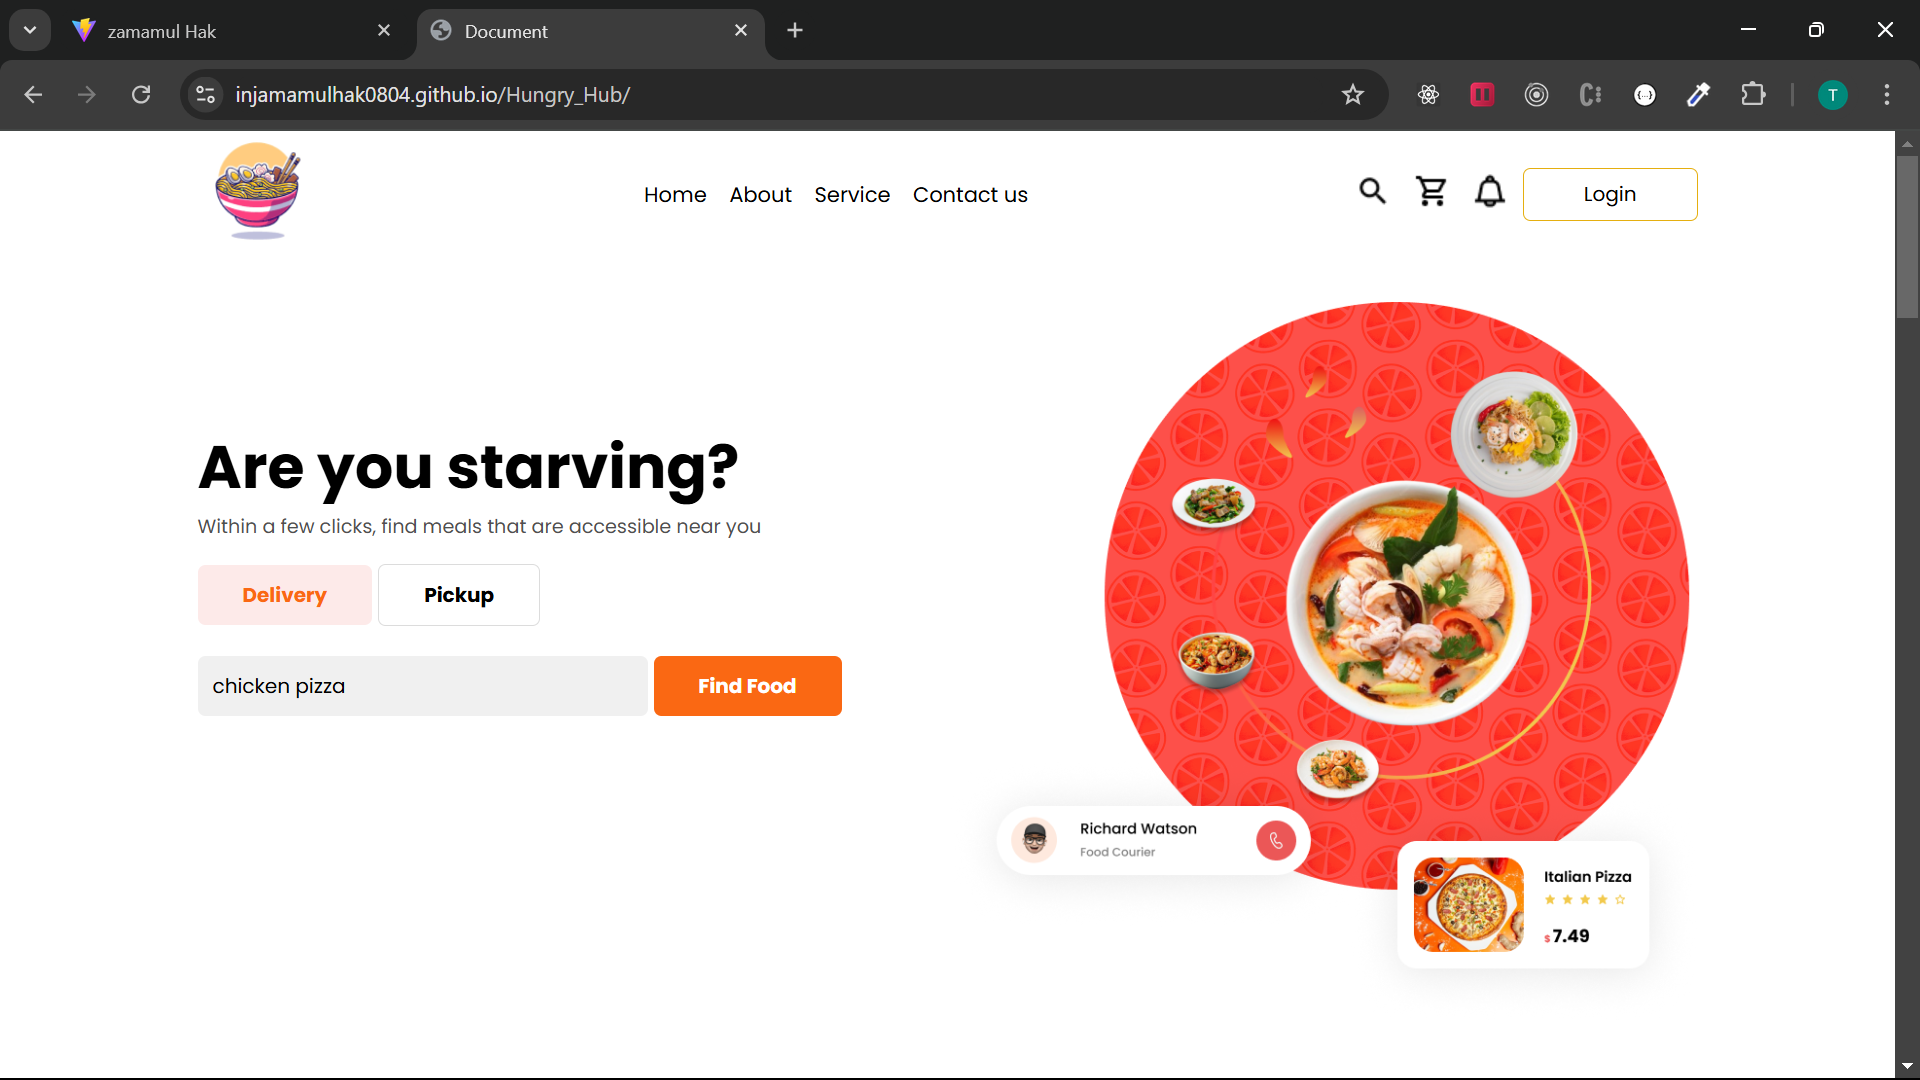 zamamul Hak
Document
injamamulhak0804.github.io/Hungry_Hub/
T
Home About Service Contact us
Login
Are you starving?
Within a few clicks, find meals that are accessible near you
Delivery Pickup
chicken pizza
Find Food
Richard Watson
Food Courier
Italian Pizza
$7.49